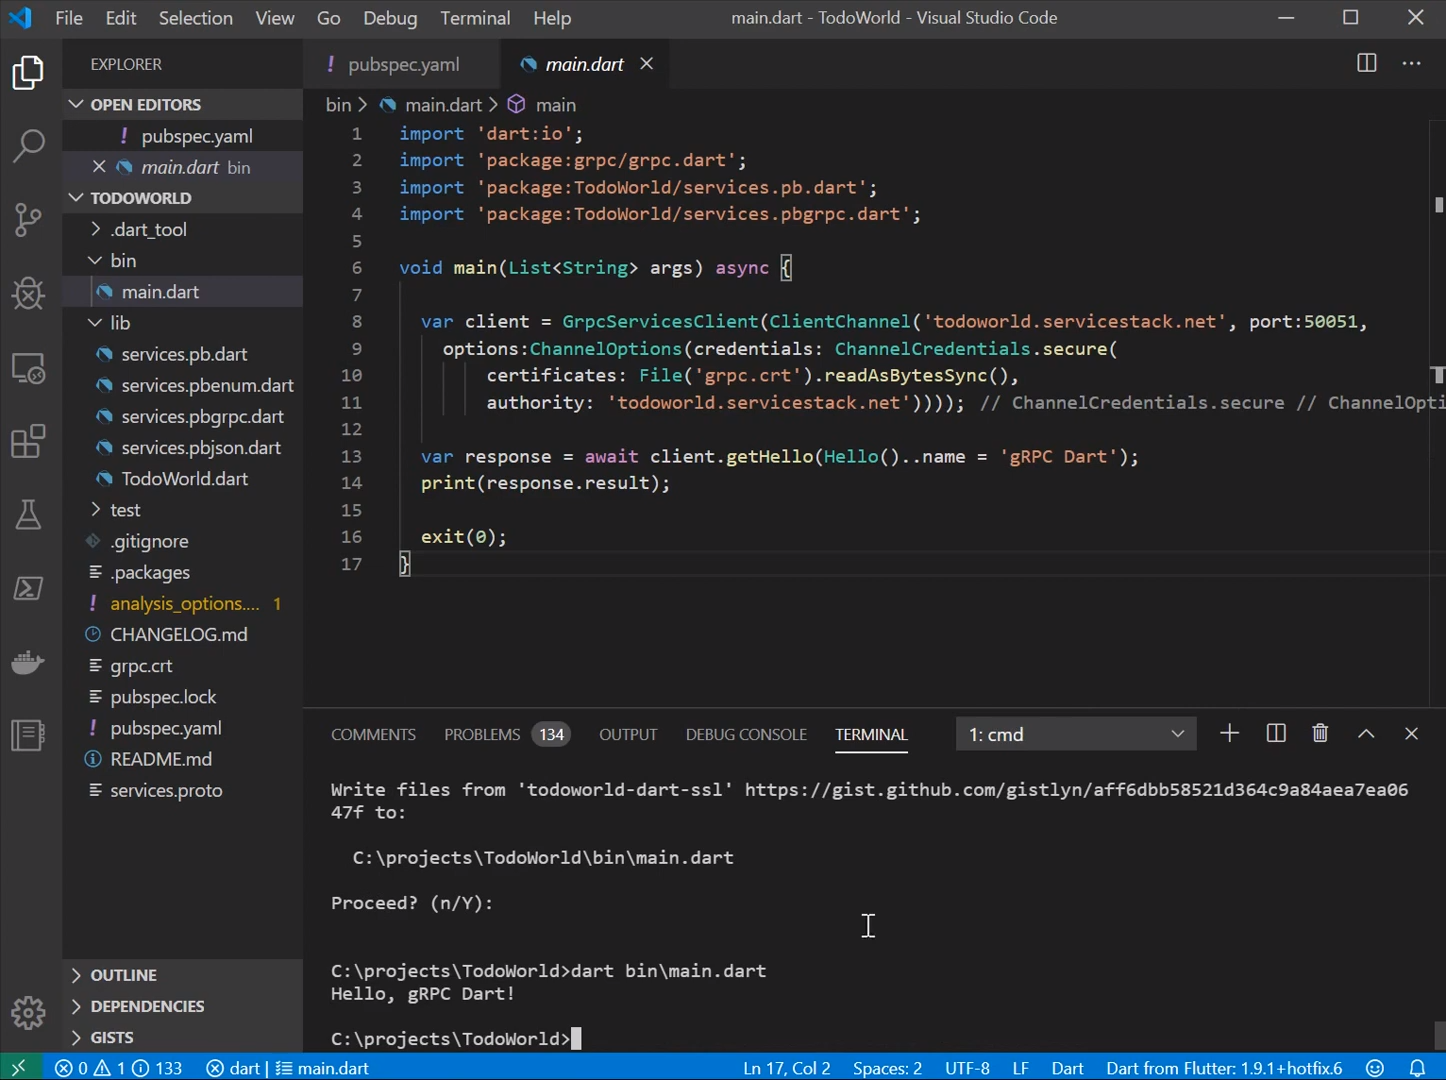 File Edit Selection View Go Debug Terminal Help main.dart - TodoWorld - Visual Studio Code
EXPLORER
OPEN EDITORS
! pubspec.yaml
main.dart bin
TODOWORLD
.dart_tool
bin
main.dart
lib
services.pb.dart
services.pbenum.dart
services.pbgrpc.dart
services.pbjson.dart
TodoWorld.dart
test
.gitignore
.packages
! analysis_options.... 1
CHANGELOG.md
grpc.crt
pubspec.lock
! pubspec.yaml
README.md
services.proto
OUTLINE
DEPENDENCIES
GISTS
! pubspec.yaml main.dart
bin > main.dart > main
1 import 'dart:io';
2 import 'package:grpc/grpc.dart';
3 import 'package:TodoWorld/services.pb.dart';
4 import 'package:TodoWorld/services.pbgrpc.dart';
5
6 void main(List<String> args) async {
7
8 var client = GrpcServicesClient(ClientChannel('todoworld.servicestack.net', port:50051,
9 options:ChannelOptions(credentials: ChannelCredentials.secure(
10 certificates: File('grpc.crt').readAsBytesSync(),
11 authority: 'todoworld.servicestack.net')))); // ChannelCredentials.secure // ChannelOpti
12
13 var response = await client.getHello(Hello()..name = 'gRPC Dart');
14 print(response.result);
15
16 exit(0);
17 }
COMMENTS PROBLEMS 134 OUTPUT DEBUG CONSOLE TERMINAL 1: cmd
Write files from 'todoworld-dart-ssl' https://gist.github.com/gistlyn/aff6dbb58521d364c9a84aea7ea06
47f to:
C:\projects\TodoWorld\bin\main.dart
Proceed? (n/Y):
C:\projects\TodoWorld>dart bin\main.dart
Hello, gRPC Dart!
C:\projects\TodoWorld>
0 1 133 dart | main.dart Ln 17, Col 2 Spaces: 2 UTF-8 LF Dart Dart from Flutter: 1.9.1+hotfix.6